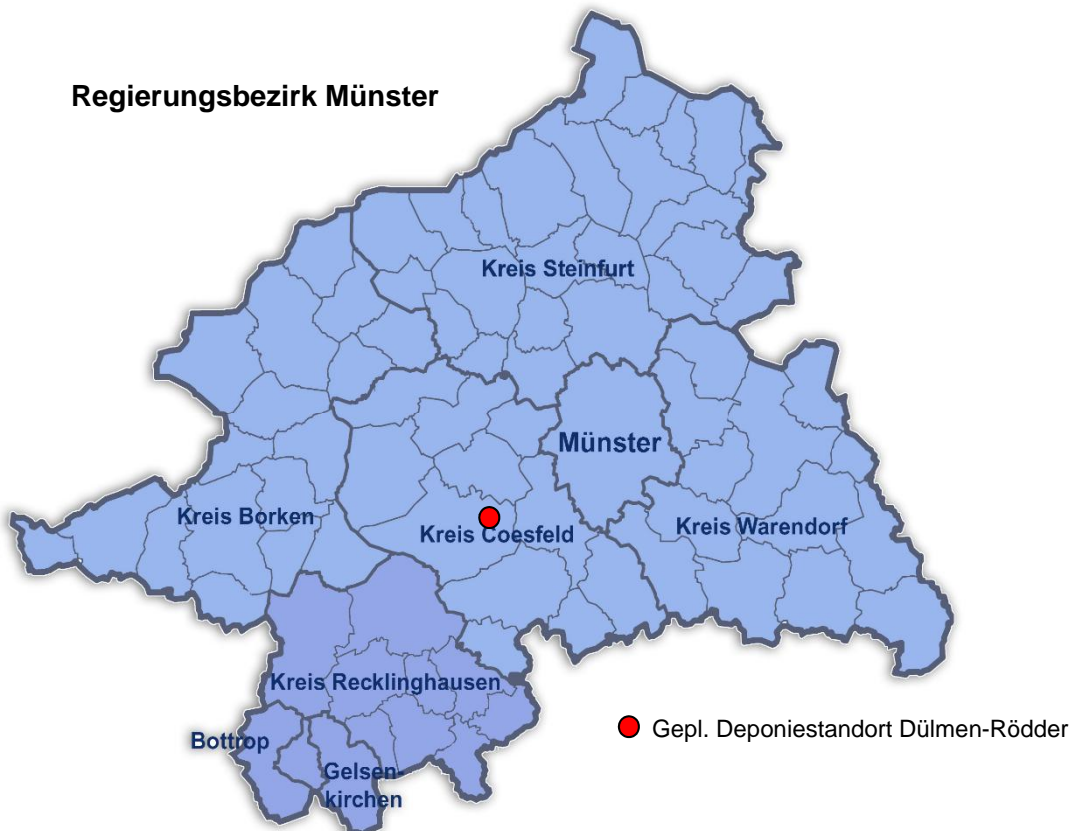 Regierungsbezirk Münster
Kreis Steinfurt
Münster
Kreis Borken
Kreis Coesfeld
Kreis Warendorf
Kreis Recklinghausen
Gepl. Deponiestandort Dülmen-Rödder
Bottrop
Gelsen-
kirchen